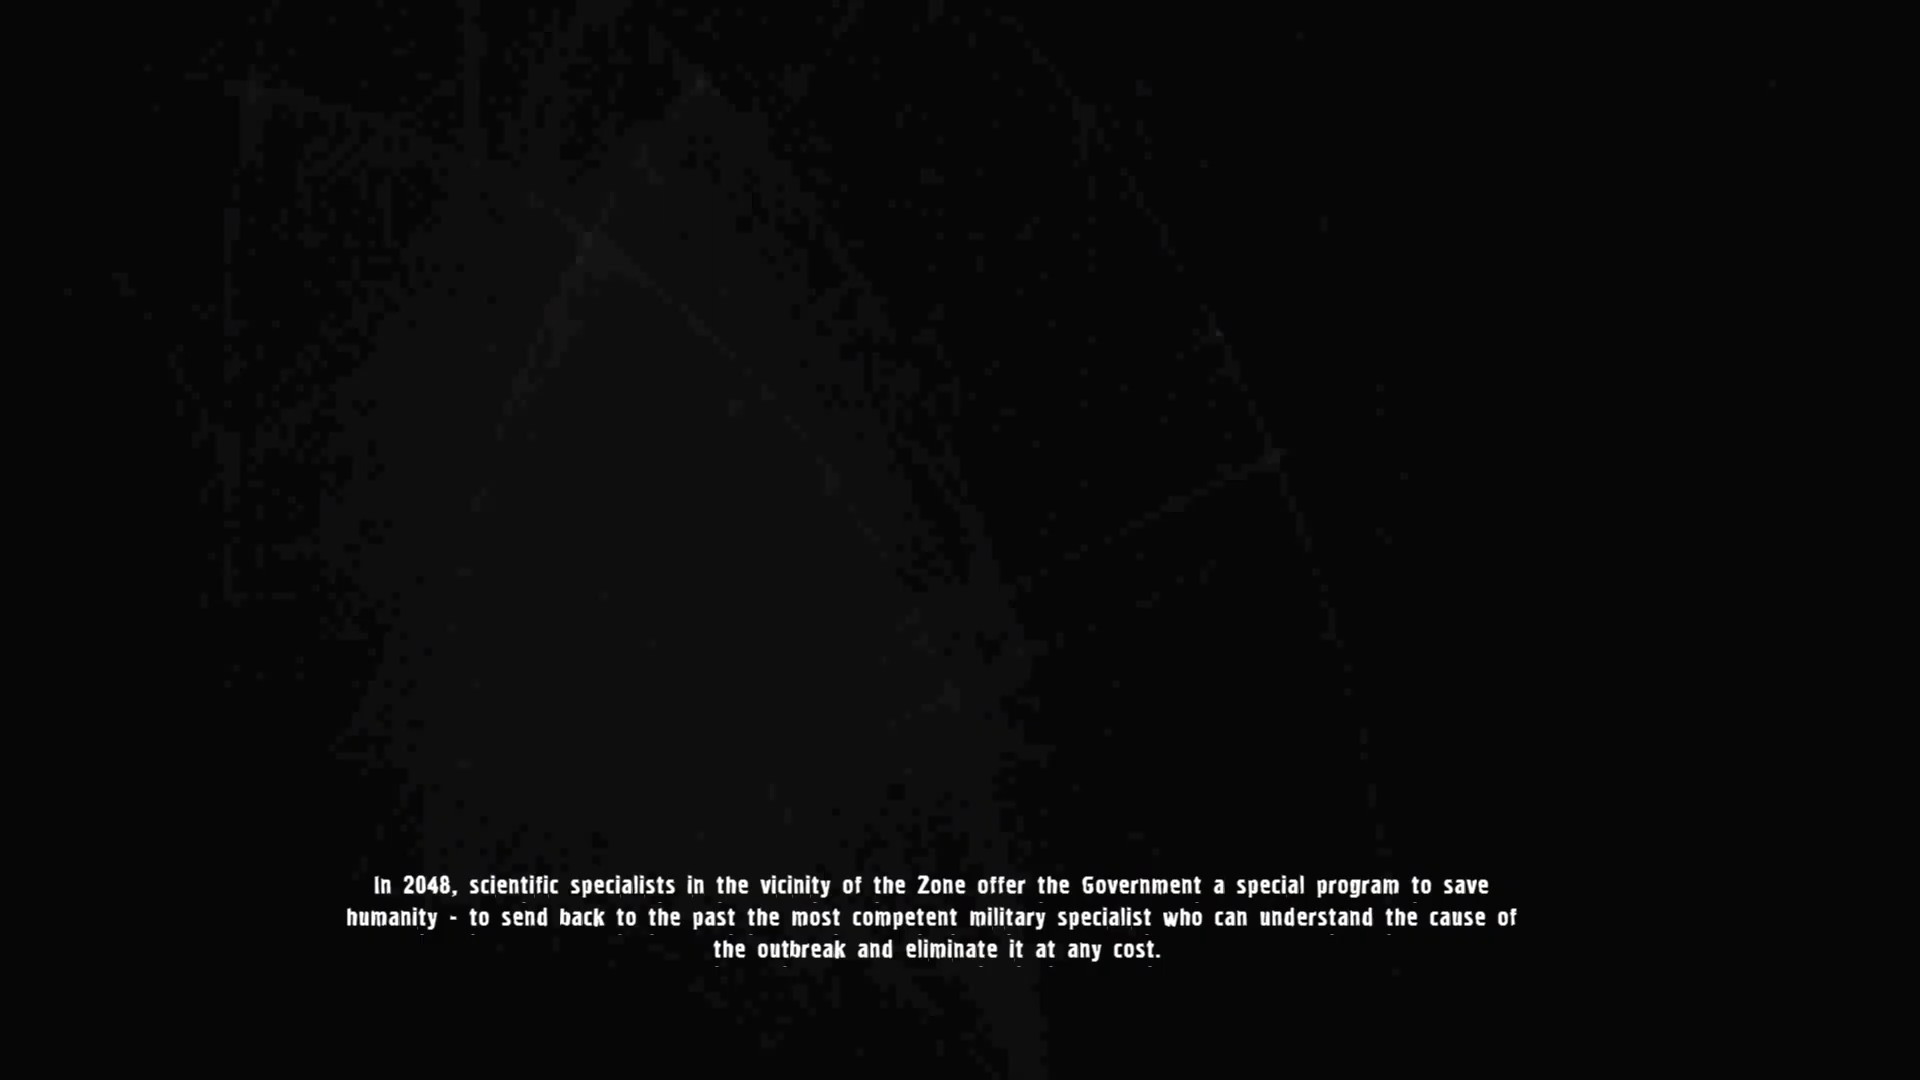 In 2048, scientific specialists in the vicinity of the Zone offer the Government a special program to save
humanity - to send back to the past the most competent military specialist who can understand the cause of
the outbreak and eliminate it at any cost.